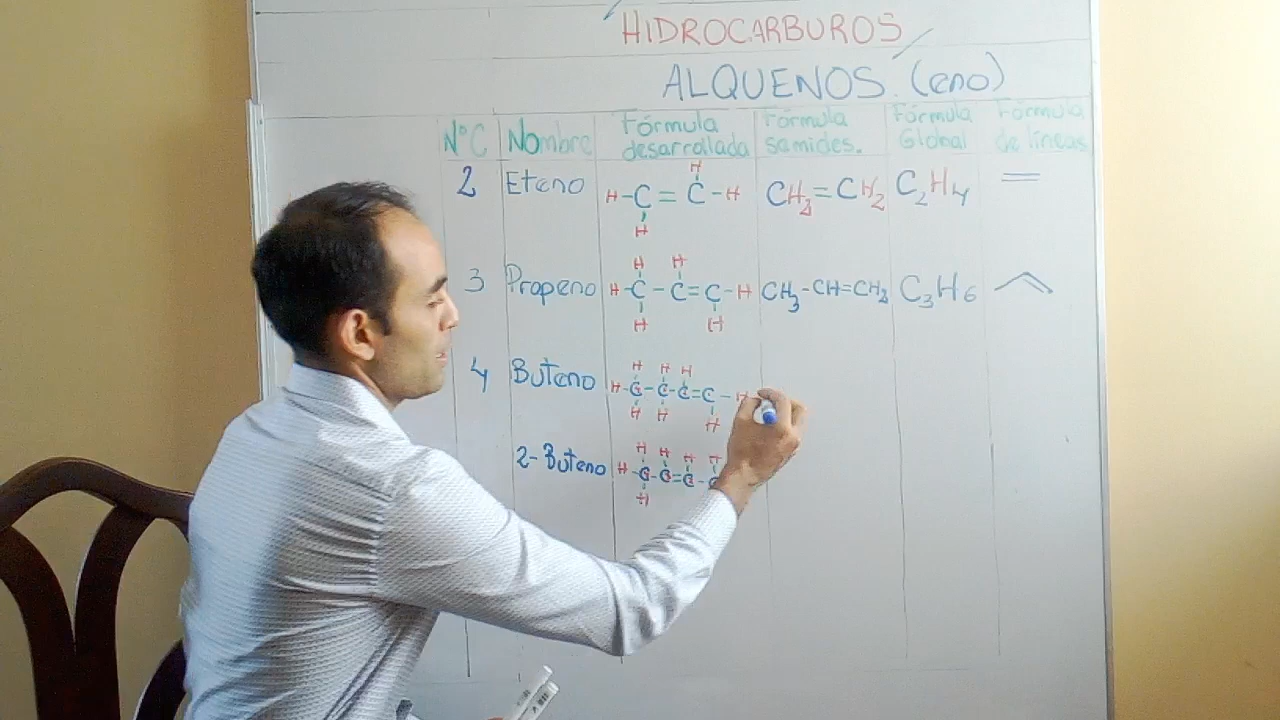 HIDROCARBUROS
ALQUENOS (eno)
N°C Nombre Fórmula desarrollada Fórmula semides. Fórmula Global Fórmula de líneas
H H
2 Eteno H-C=C-H CH2=CH2 C2H4
H
H H
3 Propeno H-C-C=C-H CH3-CH=CH2 C3H6
H H
H H H
4 Buteno H-C-C-C=C-H
H H H
H H H H
2-Buteno H-C-C=C-C
H